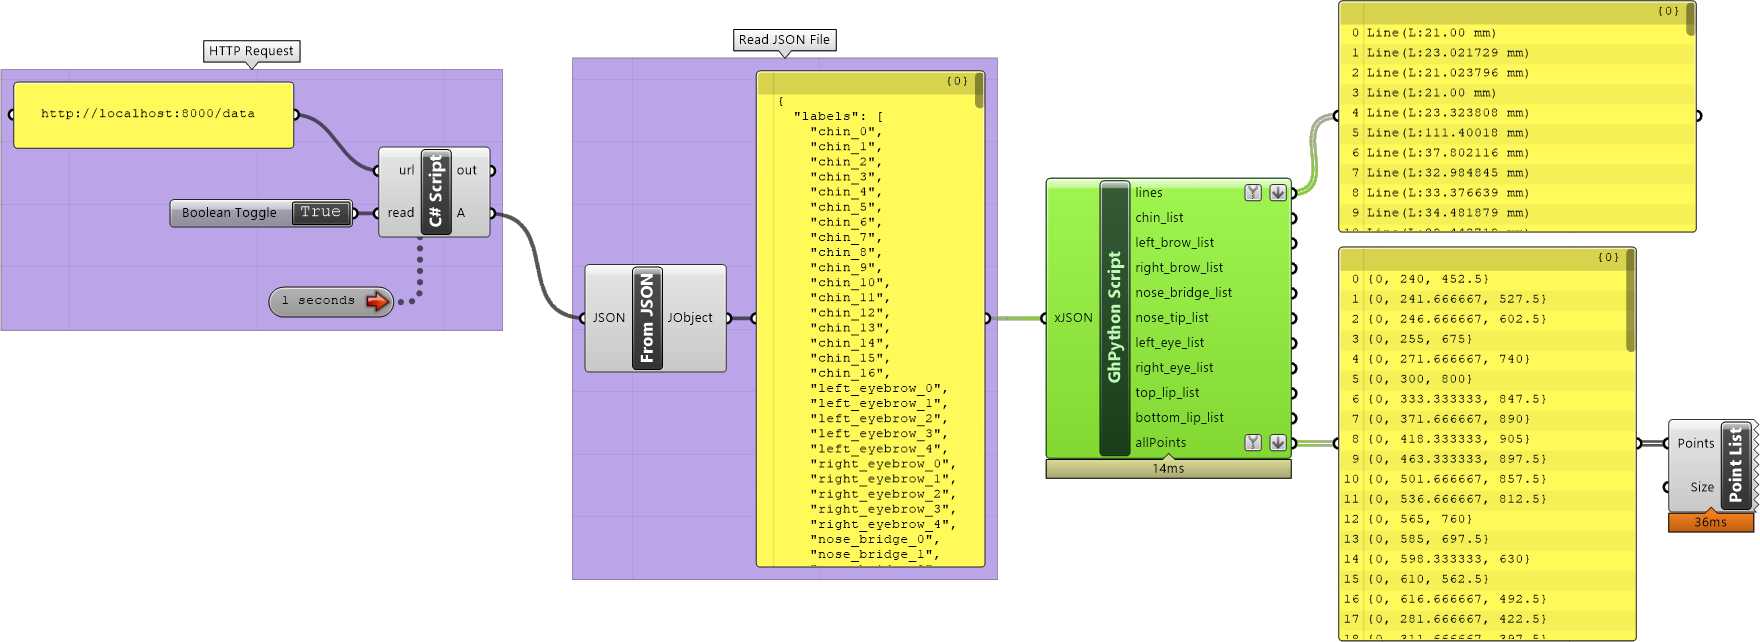 HTTP Request
http://localhost:8000/data
url
out
Boolean Toggle
True
read
A
C# Script
1 seconds
Read JSON File
JSON
From JSON
JObject
{0}
{
"labels": [
"chin_0",
"chin_1",
"chin_2",
"chin_3",
"chin_4",
"chin_5",
"chin_6",
"chin_7",
"chin_8",
"chin_9",
"chin_10",
"chin_11",
"chin_12",
"chin_13",
"chin_14",
"chin_15",
"chin_16",
"left_eyebrow_0",
"left_eyebrow_1",
"left_eyebrow_2",
"left_eyebrow_3",
"left_eyebrow_4",
"right_eyebrow_0",
"right_eyebrow_1",
"right_eyebrow_2",
"right_eyebrow_3",
"right_eyebrow_4",
"nose_bridge_0",
"nose_bridge_1",
xJSON
GhPython Script
lines
chin_list
left_brow_list
right_brow_list
nose_bridge_list
nose_tip_list
left_eye_list
right_eye_list
top_lip_list
bottom_lip_list
allPoints
14ms
{0}
0 Line(L:21.00 mm)
1 Line(L:23.021729 mm)
2 Line(L:21.023796 mm)
3 Line(L:21.00 mm)
4 Line(L:23.323808 mm)
5 Line(L:111.40018 mm)
6 Line(L:37.802116 mm)
7 Line(L:32.984845 mm)
8 Line(L:33.376639 mm)
9 Line(L:34.481879 mm)
{0}
0 {0, 240, 452.5}
1 {0, 241.666667, 527.5}
2 {0, 246.666667, 602.5}
3 {0, 255, 675}
4 {0, 271.666667, 740}
5 {0, 300, 800}
6 {0, 333.333333, 847.5}
7 {0, 371.666667, 890}
8 {0, 418.333333, 905}
9 {0, 463.333333, 897.5}
10 {0, 501.666667, 857.5}
11 {0, 536.666667, 812.5}
12 {0, 565, 760}
13 {0, 585, 697.5}
14 {0, 598.333333, 630}
15 {0, 610, 562.5}
16 {0, 616.666667, 492.5}
17 {0, 281.666667, 422.5}
Points
Size
Point List
36ms